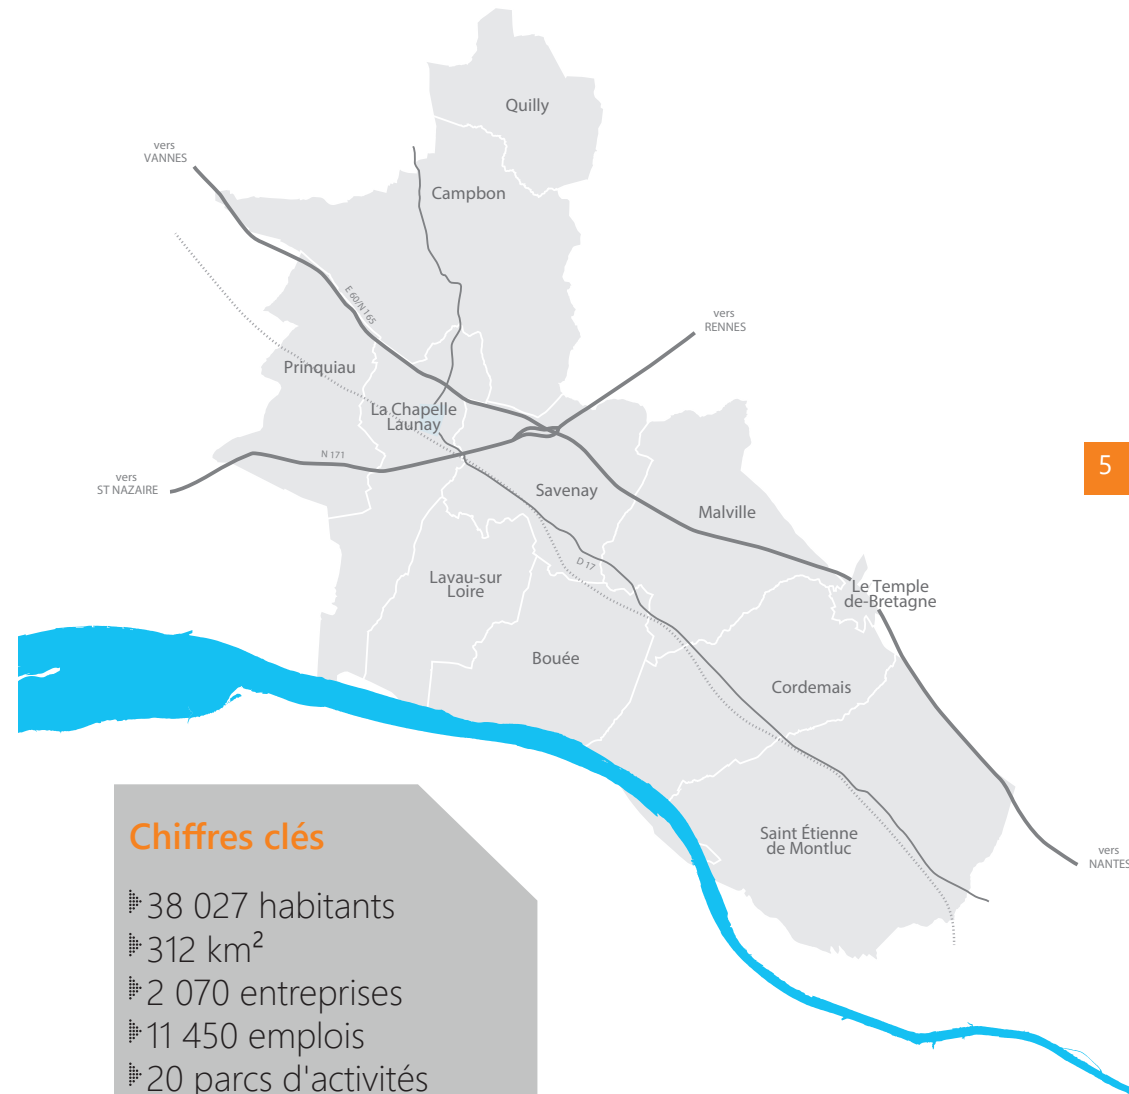 Quilly
vers
VANNES
Campbon
E 60/N165
vers
RENNES
Prinquiau
La Chapelle
Launay
N 171
5
vers
ST NAZAIRE
Savenay
Malville
D 17
Lavau-sur
Loire
Le Temple
de-Bretagne
Bouée
Cordemais
Saint Étienne
de Montluc
vers
NANTES
Chiffres clés
38 027 habitants
312 km²
2 070 entreprises
11 450 emplois
20 parcs d'activités